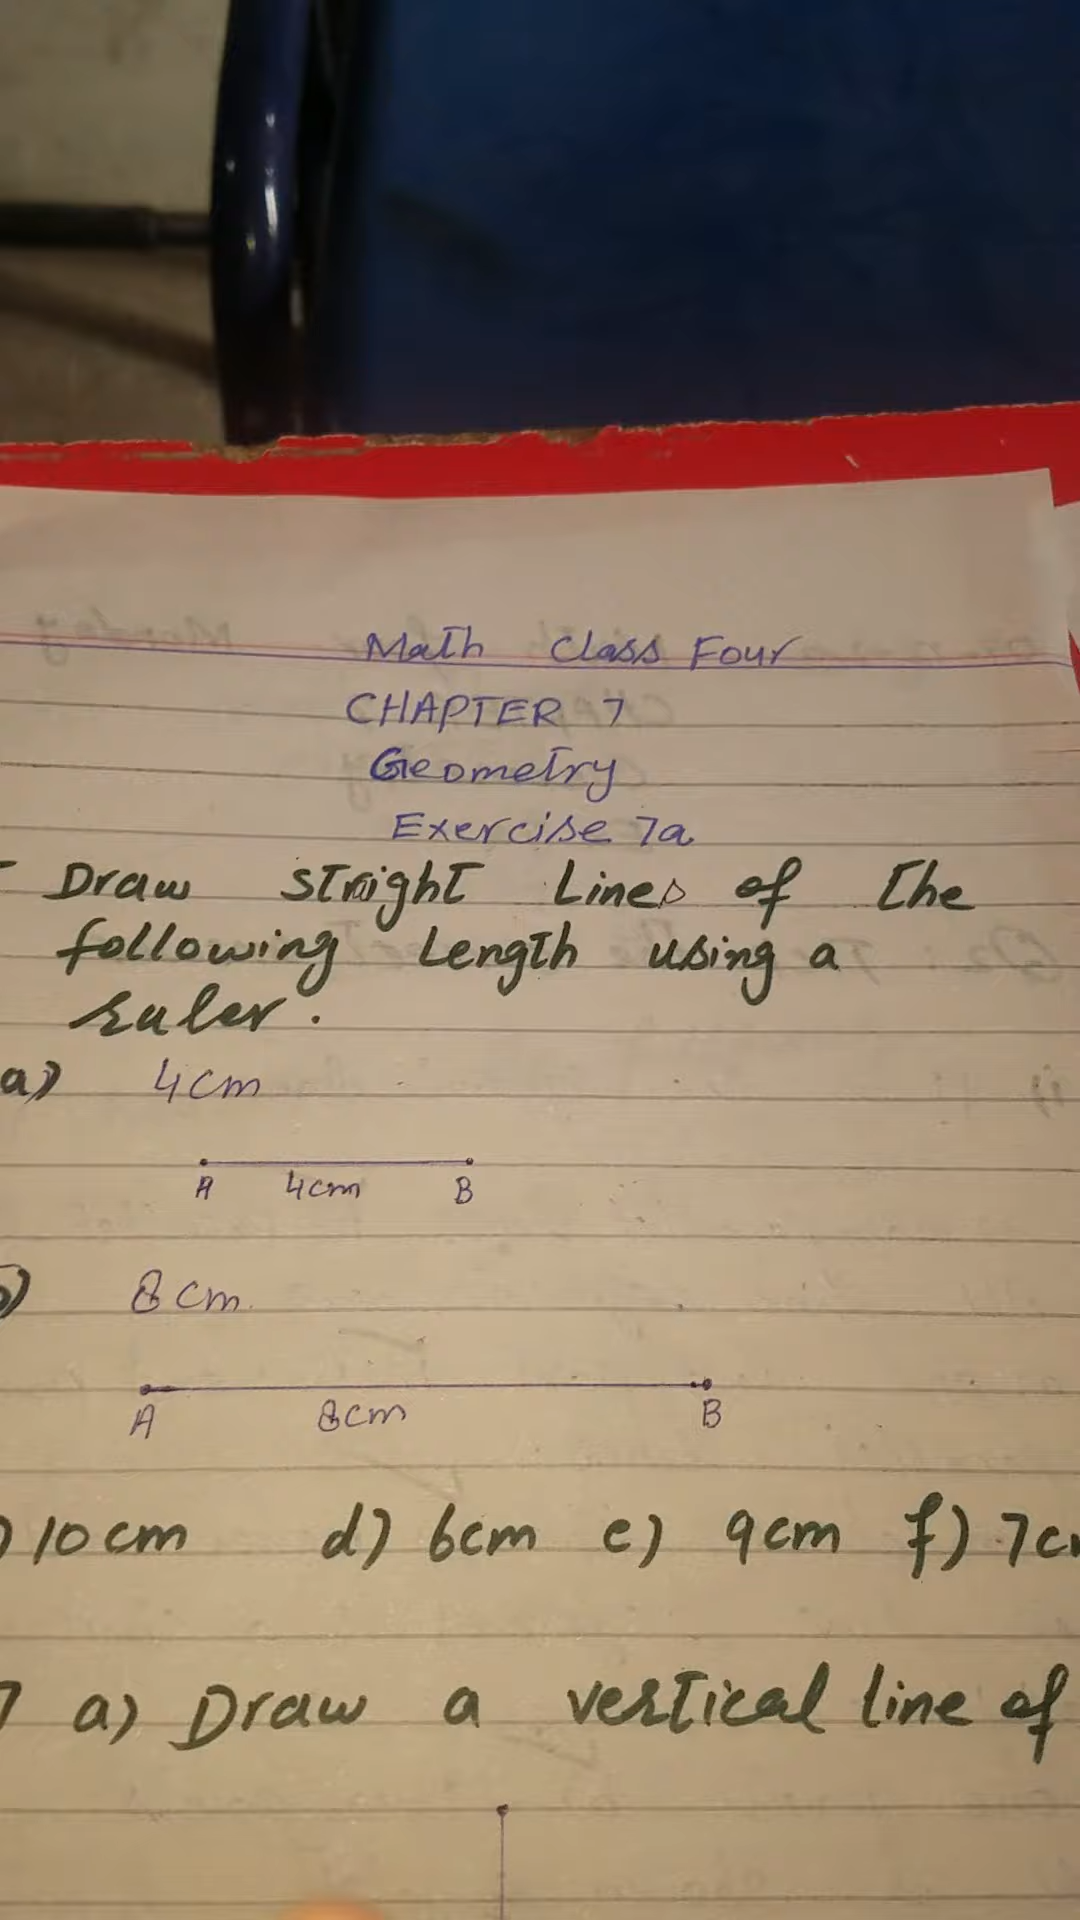 Math Class Four
CHAPTER 7
Geometry
Exercise 7a
Draw straight Lines of the
following Length using a
ruler.
a) 4cm
A 4cm B
8cm
A 8cm B
) 10cm d) 6cm e) 9cm f) 7c
a) Draw a vertical line of